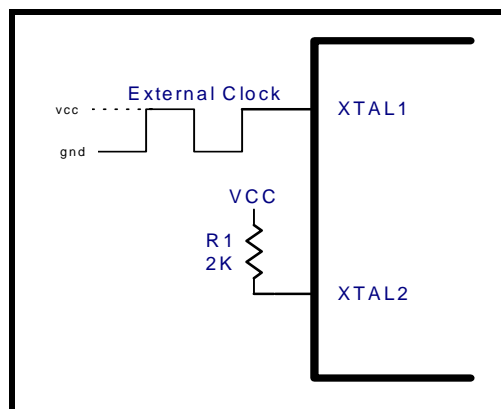 External Clock
vcc
XTAL1
gnd
VCC
R1
2K
XTAL2